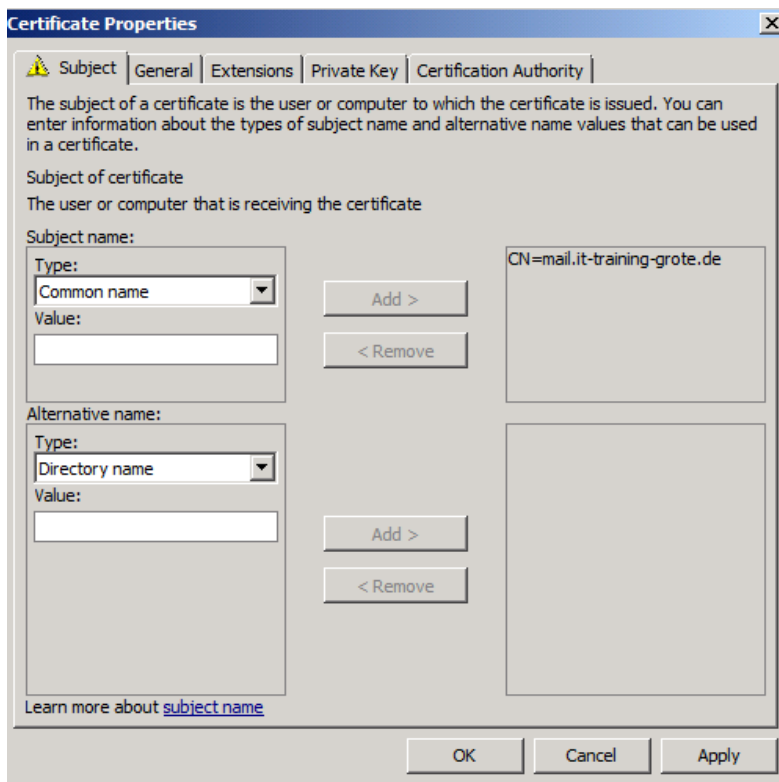 Certificate Properties
Subject General Extensions Private Key Certification Authority
The subject of a certificate is the user or computer to which the certificate is issued. You can
enter information about the types of subject name and alternative name values that can be used
in a certificate.
Subject of certificate
The user or computer that is receiving the certificate
Subject name:
Type:
Common name
Value:
Add >
< Remove
CN=mail.it-training-grote.de
Alternative name:
Type:
Directory name
Value:
Add >
< Remove
Learn more about subject name
OK Cancel Apply